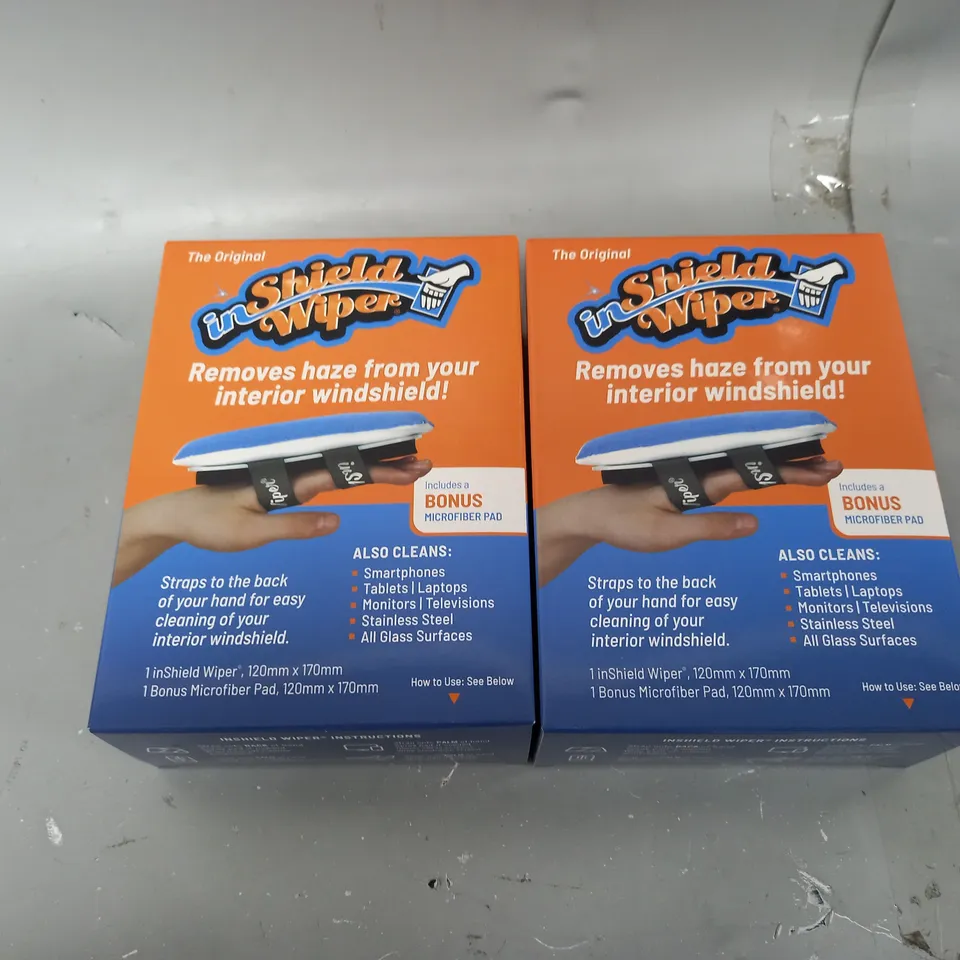 The Original
inShield
Wiper®
Removes haze from your
interior windshield!
Includes a
BONUS
MICROFIBER PAD
ALSO CLEANS:
Smartphones
Tablets | Laptops
Monitors | Televisions
Stainless Steel
All Glass Surfaces
Straps to the back
of your hand for easy
cleaning of your
interior windshield.
1 inShield Wiper®, 120mm x 170mm
1 Bonus Microfiber Pad, 120mm x 170mm
How to Use: See Below
INSHIELD WIPER® INSTRUCTIONS
The Original
inShield
Wiper®
Removes haze from your
interior windshield!
Includes a
BONUS
MICROFIBER PAD
ALSO CLEANS:
Smartphones
Tablets | Laptops
Monitors | Televisions
Stainless Steel
All Glass Surfaces
Straps to the back
of your hand for easy
cleaning of your
interior windshield.
1 inShield Wiper®, 120mm x 170mm
1 Bonus Microfiber Pad, 120mm x 170mm
How to Use: See Belo
INSHIELD WIPER® INSTRUCTIONS